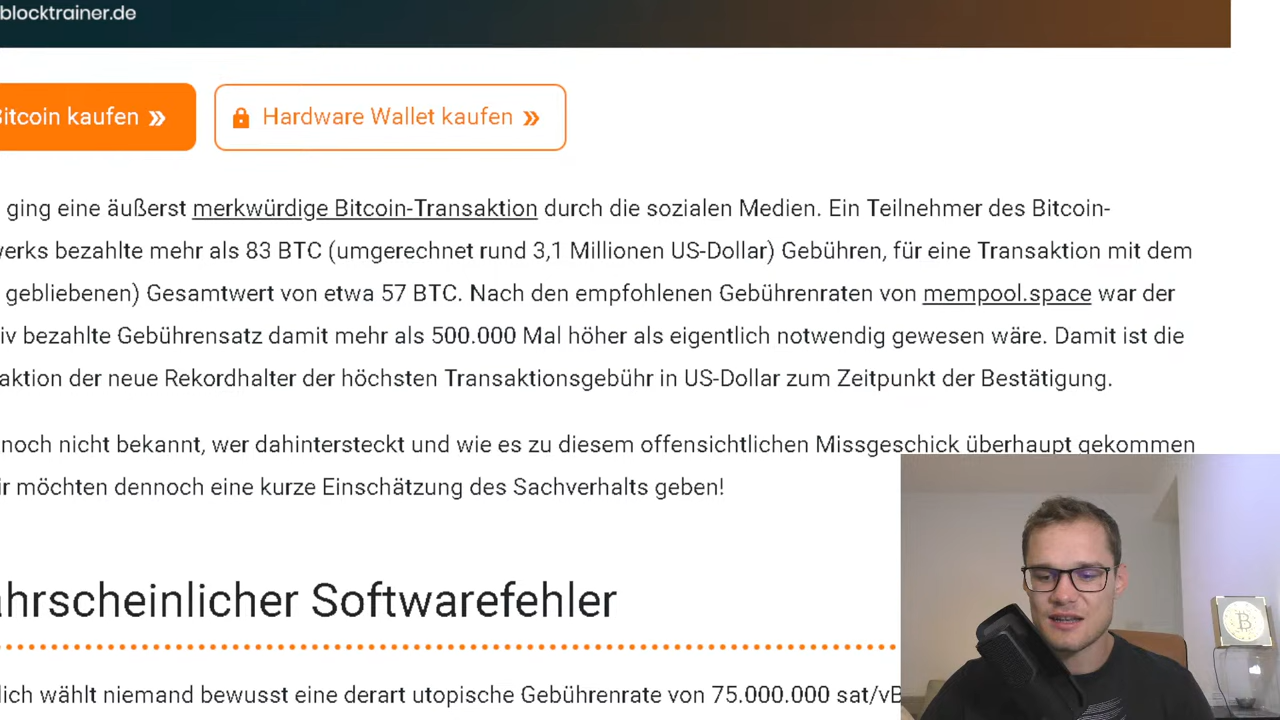 blocktrainer.de
Bitcoin kaufen »
Hardware Wallet kaufen »
ging eine äußerst merkwürdige Bitcoin-Transaktion durch die sozialen Medien. Ein Teilnehmer des Bitcoin-
werks bezahlte mehr als 83 BTC (umgerechnet rund 3,1 Millionen US-Dollar) Gebühren, für eine Transaktion mit dem
gebliebenen) Gesamtwert von etwa 57 BTC. Nach den empfohlenen Gebührenraten von mempool.space war der
iv bezahlte Gebührensatz damit mehr als 500.000 Mal höher als eigentlich notwendig gewesen wäre. Damit ist die
aktion der neue Rekordhalter der höchsten Transaktionsgebühr in US-Dollar zum Zeitpunkt der Bestätigung.
noch nicht bekannt, wer dahintersteckt und wie es zu diesem offensichtlichen Missgeschick überhaupt gekommen
ir möchten dennoch eine kurze Einschätzung des Sachverhalts geben!
ahrscheinlicher Softwarefehler
lich wählt niemand bewusst eine derart utopische Gebührenrate von 75.000.000 sat/vB